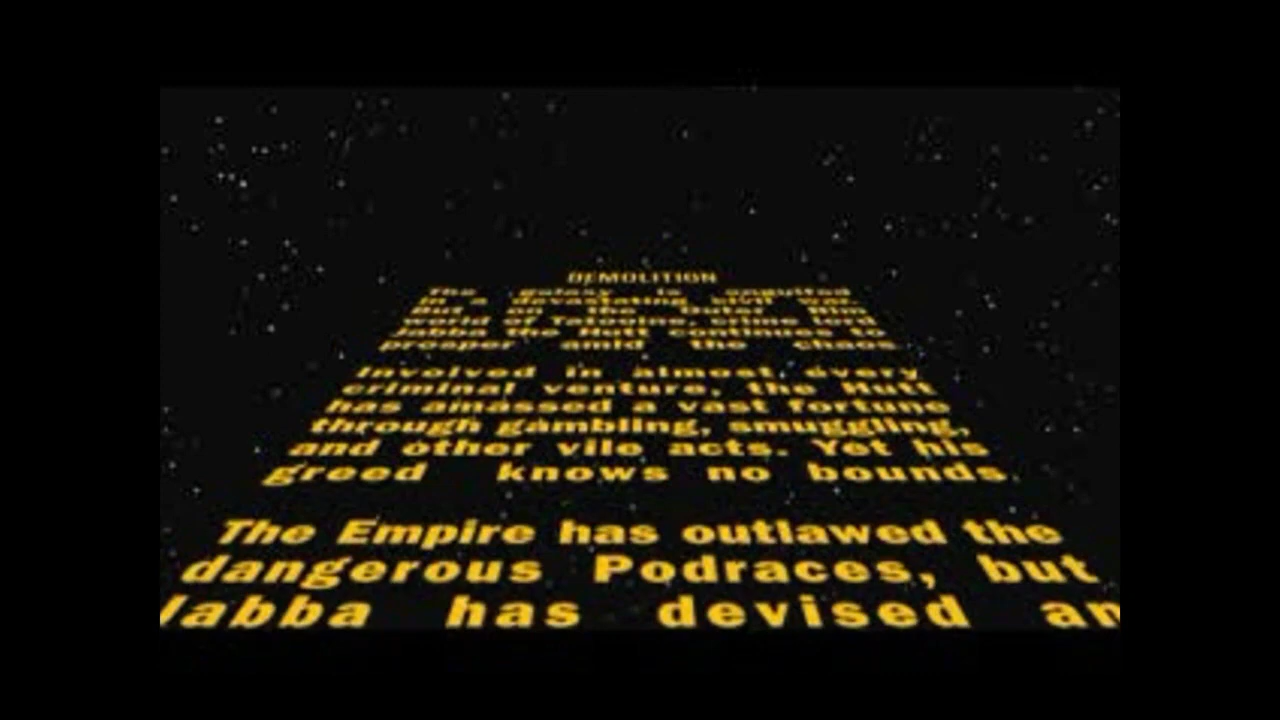 DEMOLITION
The galaxy is engulfed
in a devastating civil war.
But on the Outer Rim
world of Tatooine, crime lord
Jabba the Hutt continues to
prosper amid the chaos.
Involved in almost every
criminal venture, the Hutt
has amassed a vast fortune
through gambling, smuggling,
and other vile acts. Yet his
greed knows no bounds.
The Empire has outlawed the
dangerous Podraces, but
Jabba has devised an